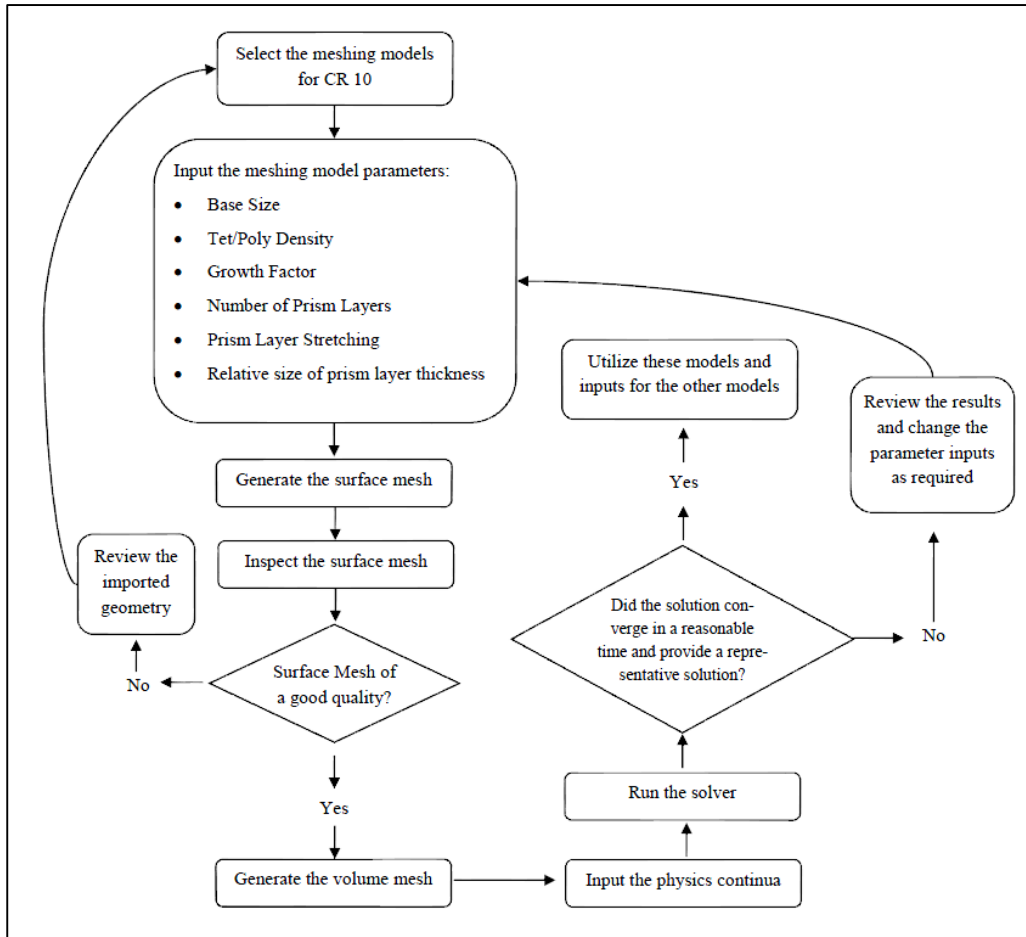 Select the meshing models
for CR 10
Input the meshing model parameters:
• Base Size
• Tet/Poly Density
• Growth Factor
• Number of Prism Layers
• Prism Layer Stretching
• Relative size of prism layer thickness
Generate the surface mesh
Inspect the surface mesh
Review the
imported
geometry
No
Surface Mesh of
a good quality?
Yes
Generate the volume mesh
Input the physics continua
Run the solver
Did the solution con-
verge in a reasonable
time and provide a repre-
sentative solution?
Yes
Utilize these models and
inputs for the other models
No
Review the results
and change the
parameter inputs
as required